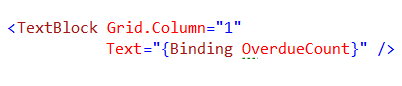 <TextBlock Grid.Column="1"
Text="{Binding OverdueCount}" />